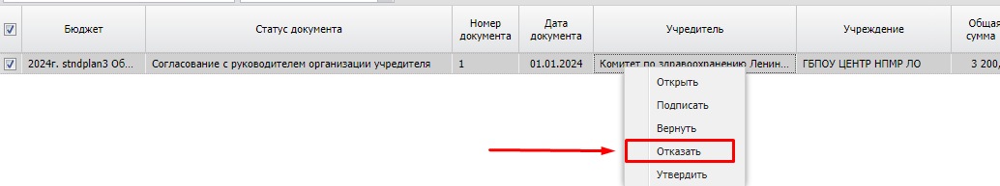 Бюджет
Статус документа
Номер документа
Дата документа
Учредитель
Учреждение
Общая сумма
2024г. stndplan3 Об...
Согласование с руководителем организации учредителя
1
01.01.2024
Комитет по здравоохранению Ленин...
ГБПОУ ЦЕНТР НПМР ЛО
3 200,
Открыть
Подписать
Вернуть
Отказать
Утвердить